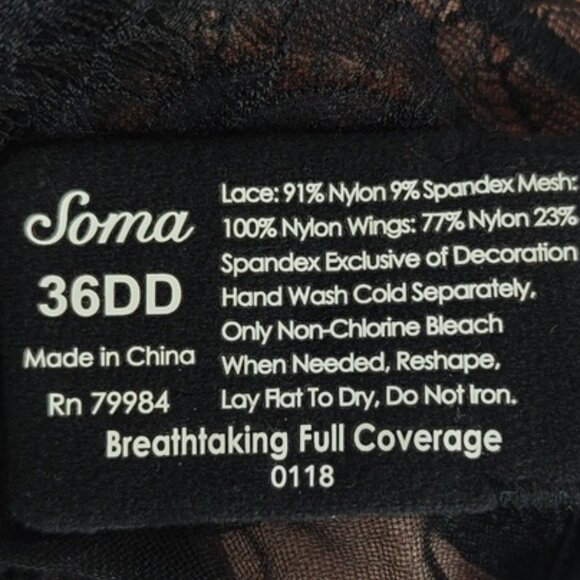 Soma
36DD
Made in China
Rn 79984
Lace: 91% Nylon 9% Spandex Mesh:
100% Nylon Wings: 77% Nylon 23%
Spandex Exclusive of Decoration
Hand Wash Cold Separately,
Only Non-Chlorine Bleach
When Needed, Reshape,
Lay Flat To Dry, Do Not Iron.
Breathtaking Full Coverage
0118